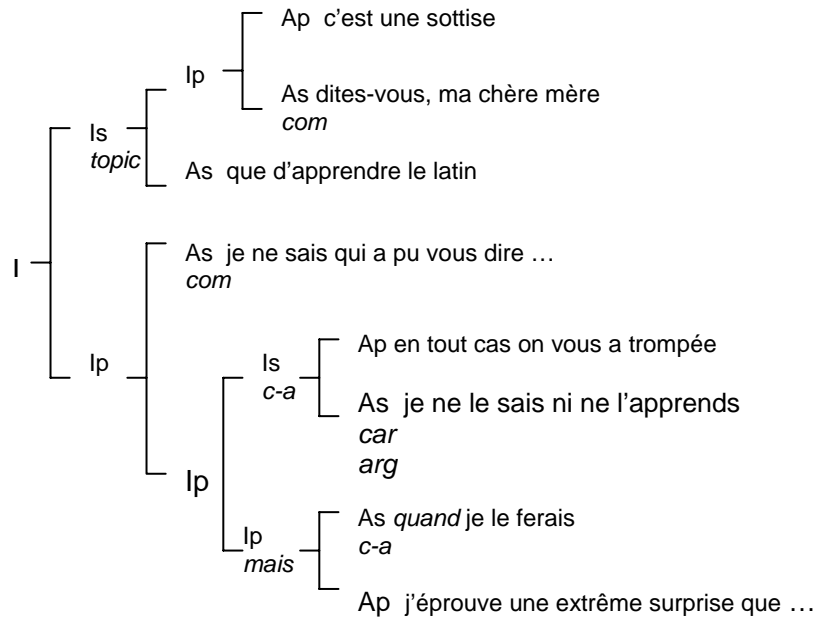 Ap c'est une sottise
Ip
As dites-vous, ma chère mère
com
Is
topic
As que d'apprendre le latin
As je ne sais qui a pu vous dire …
com
I
Ap en tout cas on vous a trompée
Ip
Is
c-a
As je ne le sais ni ne l'apprends
car
arg
Ip
As quand je le ferais
c-a
Ip
mais
Ap j'éprouve une extrême surprise que …